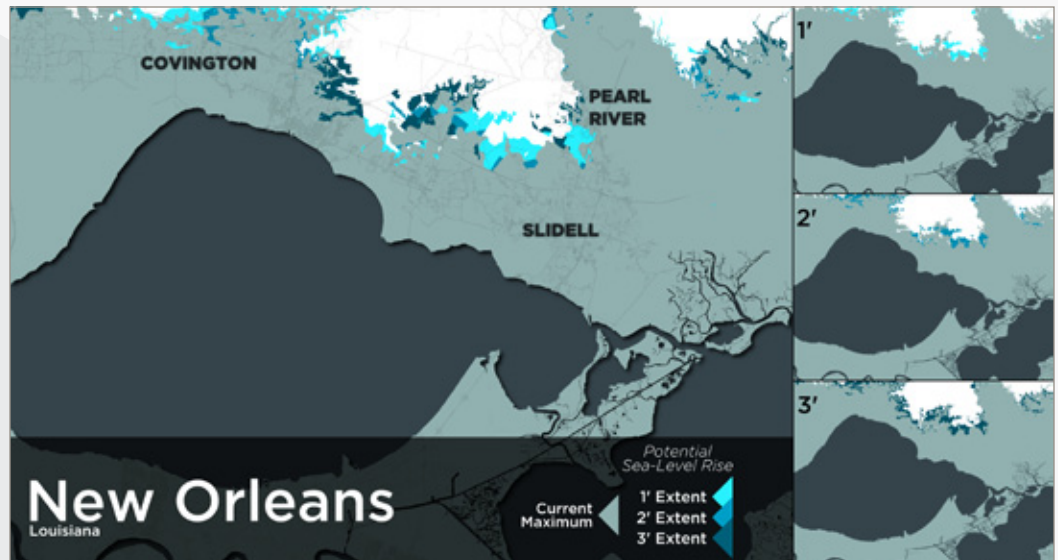 COVINGTON
PEARL
RIVER
SLIDELL
New Orleans
Louisiana
Potential
Sea-Level Rise
Current
Maximum
1' Extent
2' Extent
3' Extent
1'
2'
3'